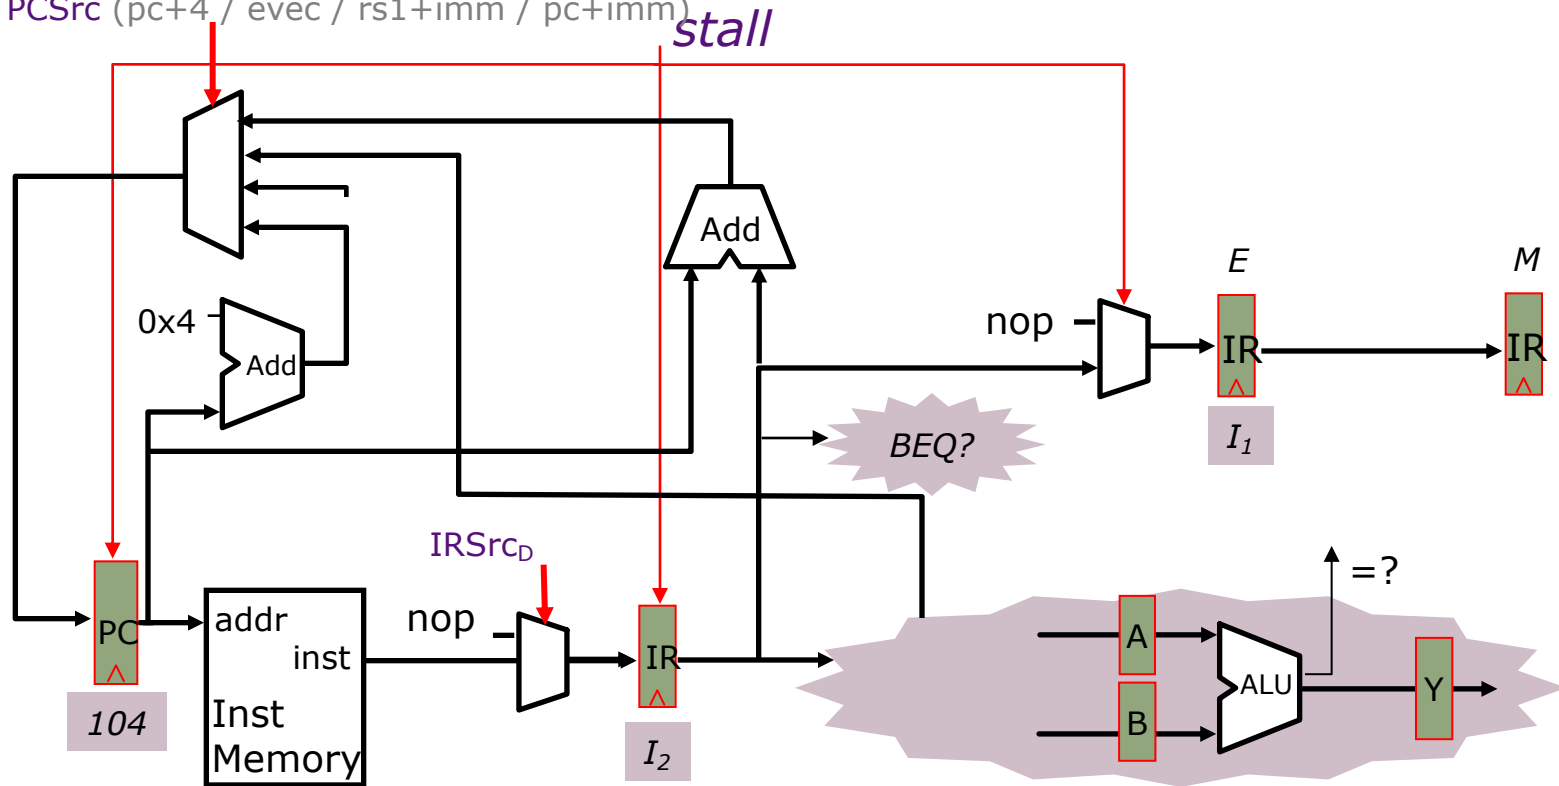 PCSrc (pc+4 / evec / rs1+imm / pc+imm)
stall
Add
E
M
0x4
Add
nop
IR
IR
I1
BEQ?
IRSrcD
=?
PC
addr
inst
Inst
Memory
nop
IR
A
B
ALU
Y
104
I2